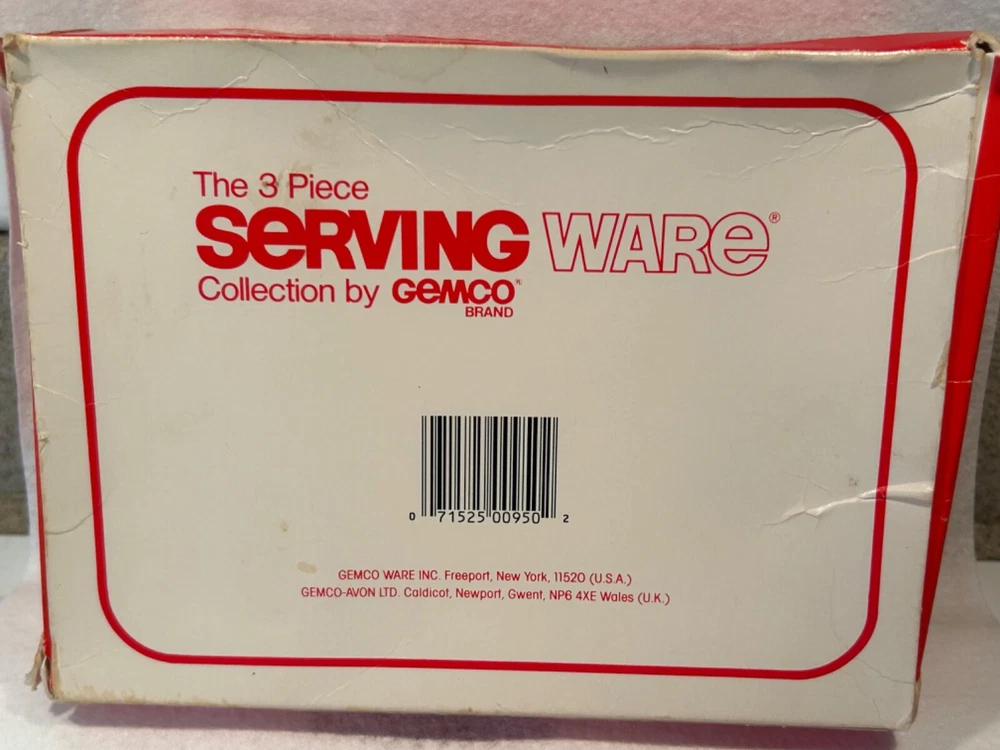 The 3 Piece
SERVING WARE®
Collection by GEMCO
BRAND
0 71525 00950 2
GEMCO WARE INC. Freeport, New York, 11520 (U.S.A.)
GEMCO-AVON LTD. Caldicot, Newport, Gwent, NP6 4XE Wales (U.K.)